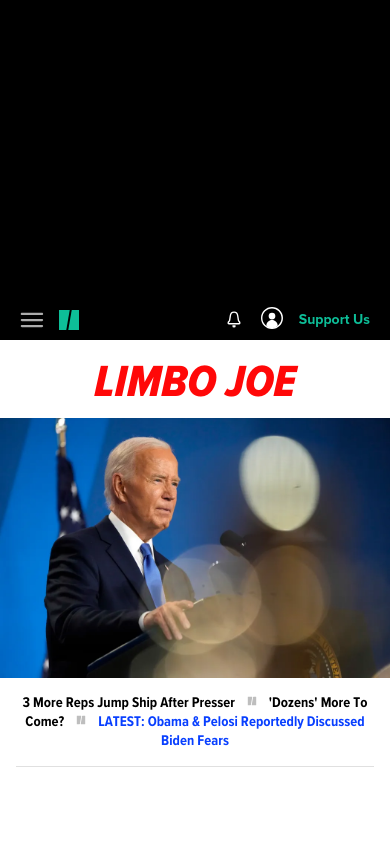 Support Us
LIMBO JOE
3 More Reps Jump Ship After Presser 'Dozens' More To
Come? LATEST: Obama & Pelosi Reportedly Discussed
Biden Fears